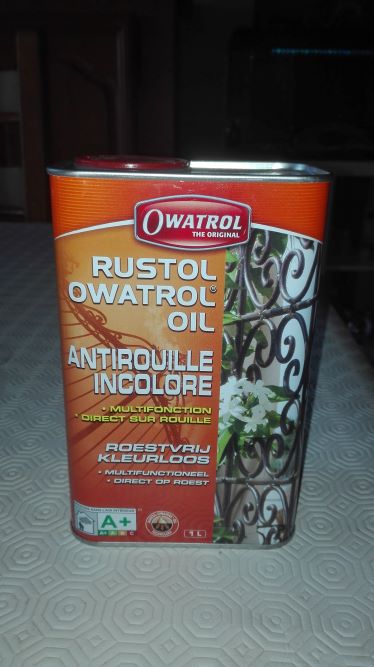 OWATROL
THE ORIGINAL
RUSTOL
OWATROL®
OIL
ANTIROUILLE
INCOLORE
• MULTIFONCTION
• DIRECT SUR ROUILLE
ROESTVRIJ
KLEURLOOS
• MULTIFUNCTIONEEL
• DIRECT OP ROEST
A+
A+ A B C
1 L